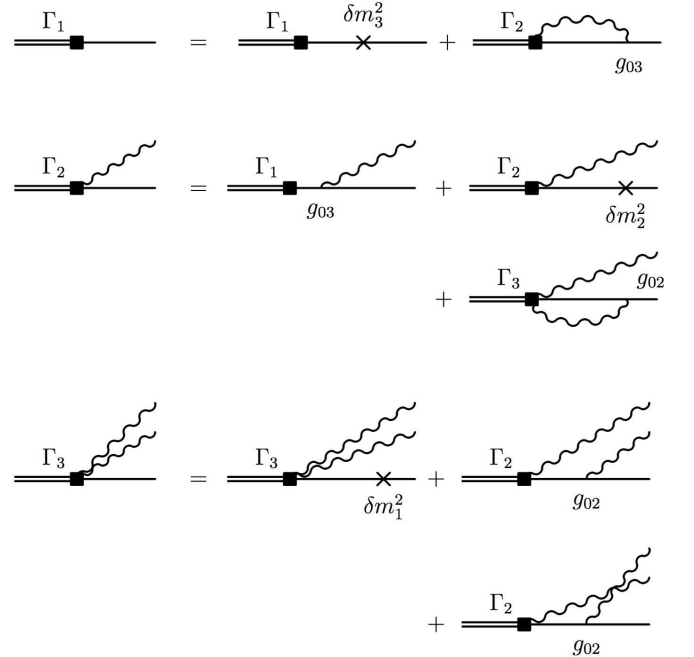 Γ₁ = Γ₁ δm₃² + Γ₂ g₀₃
Γ₂ = Γ₁ g₀₃ + Γ₂ δm₂²
+ Γ₃ g₀₂
Γ₃ = Γ₃ δm₁² + Γ₂ g₀₂
+ Γ₂ g₀₂